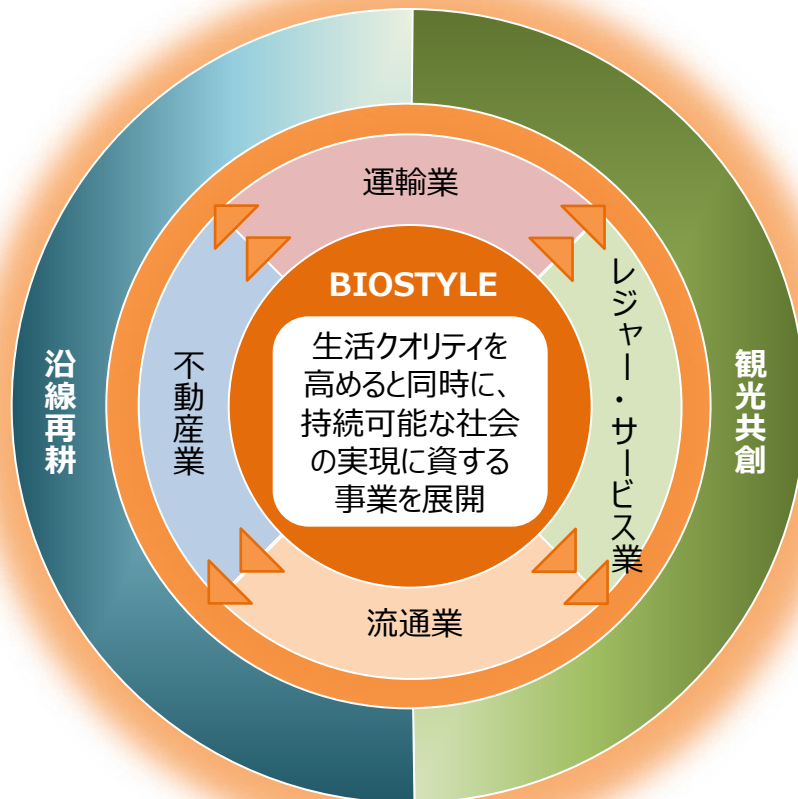 運輸業
BIOSTYLE
生活クオリティを
高めると同時に、
持続可能な社会
の実現に資する
事業を展開
沿線再耕
不動産業
レジャー・サービス業
観光共創
流通業